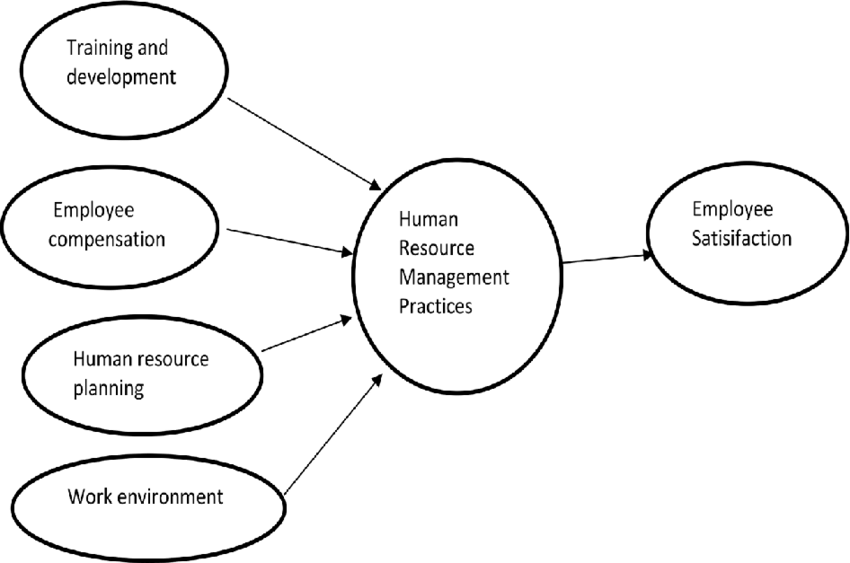 Training and
development
Employee
compensation
Human resource
planning
Work environment
Human
Resource
Management
Practices
Employee
Satisifaction